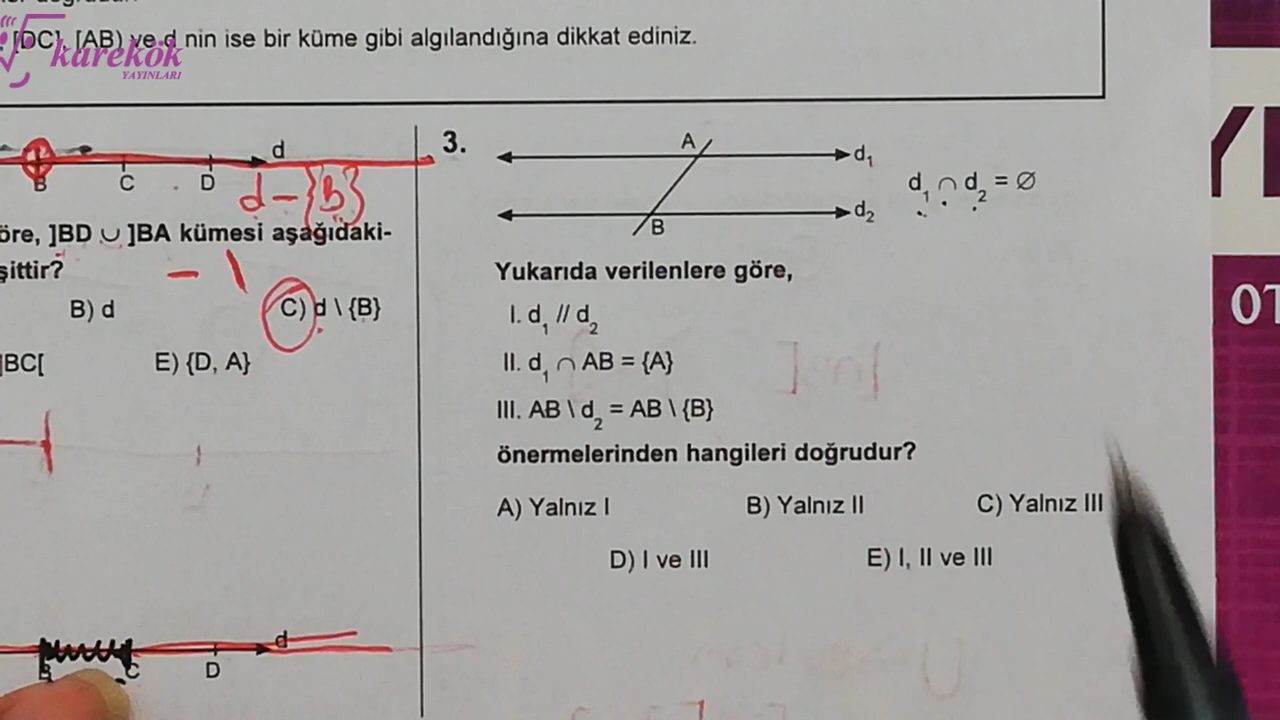 [DC], [AB) ve d nin ise bir küme gibi algılandığına dikkat ediniz.
karekök
YAYINLARI
d
B C D
d-{B}
öre, ]BD ∪ ]BA kümesi aşağıdaki-
şittir?
- \
B) d C) d \ {B}
]BC[ E) {D, A}
d
B C D
3.
A
d1
d2
B
d1 ∩ d2 = ∅
Yukarıda verilenlere göre,
I. d1 // d2
II. d1 ∩ AB = {A}
III. AB \ d2 = AB \ {B}
önermelerinden hangileri doğrudur?
A) Yalnız I B) Yalnız II C) Yalnız III
D) I ve III E) I, II ve III